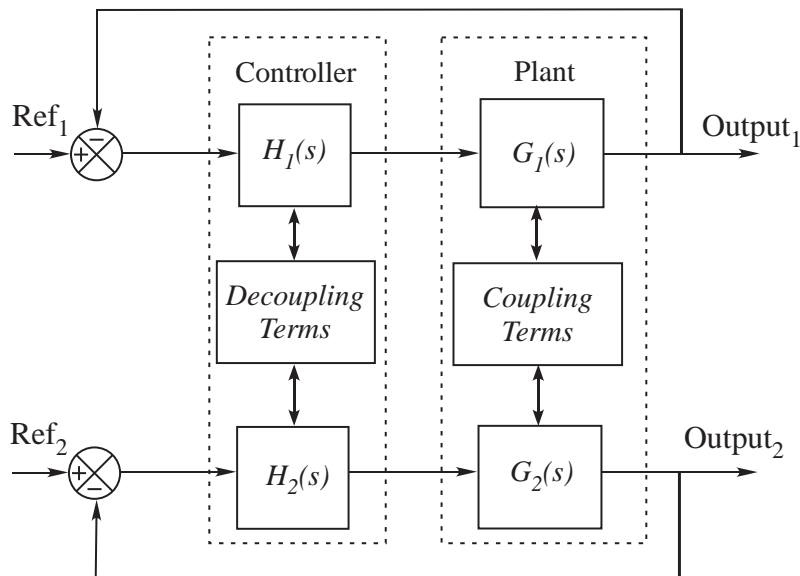 Controller
Plant
Ref1
−
+
H1(s)
G1(s)
Output1
Decoupling
Terms
Coupling
Terms
Ref2
+
−
H2(s)
G2(s)
Output2